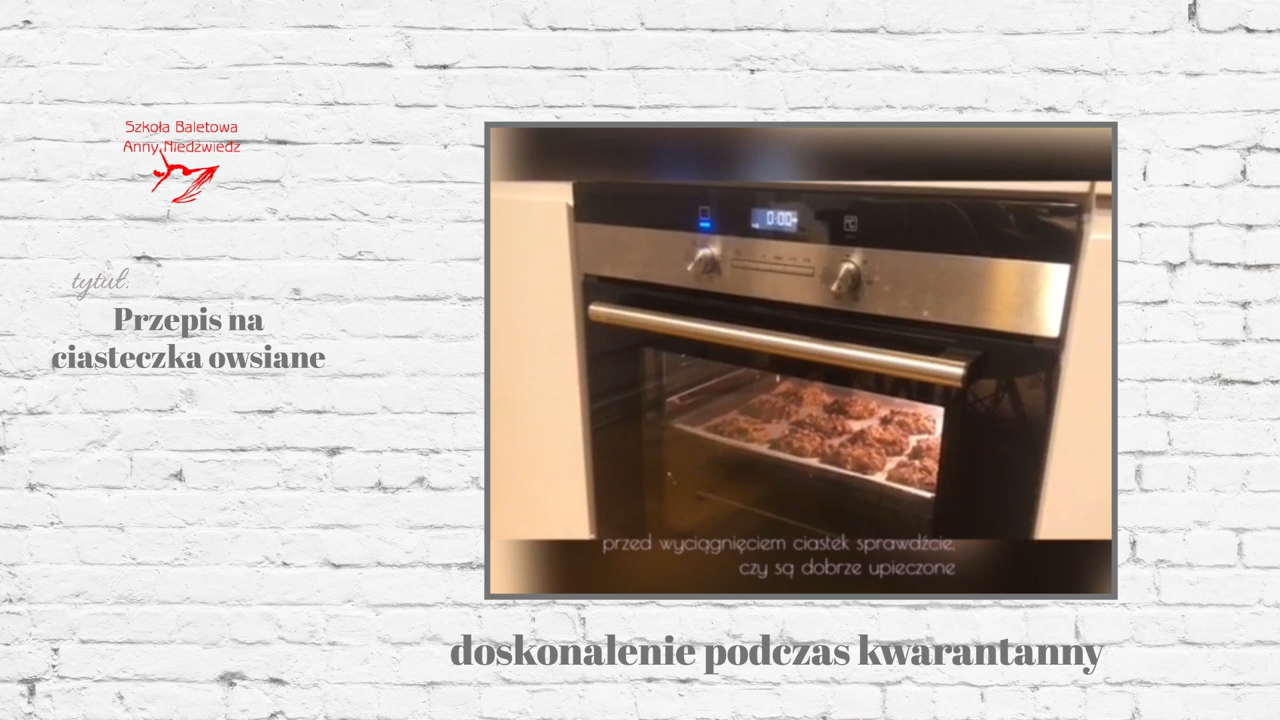 Szkoła Baletowa
Anny Niedźwiedź
tytuł:
Przepis na
ciasteczka owsiane
0:00
przed wyciągnięciem ciastek sprawdźcie,
czy są dobrze upieczone
doskonalenie podczas kwarantanny